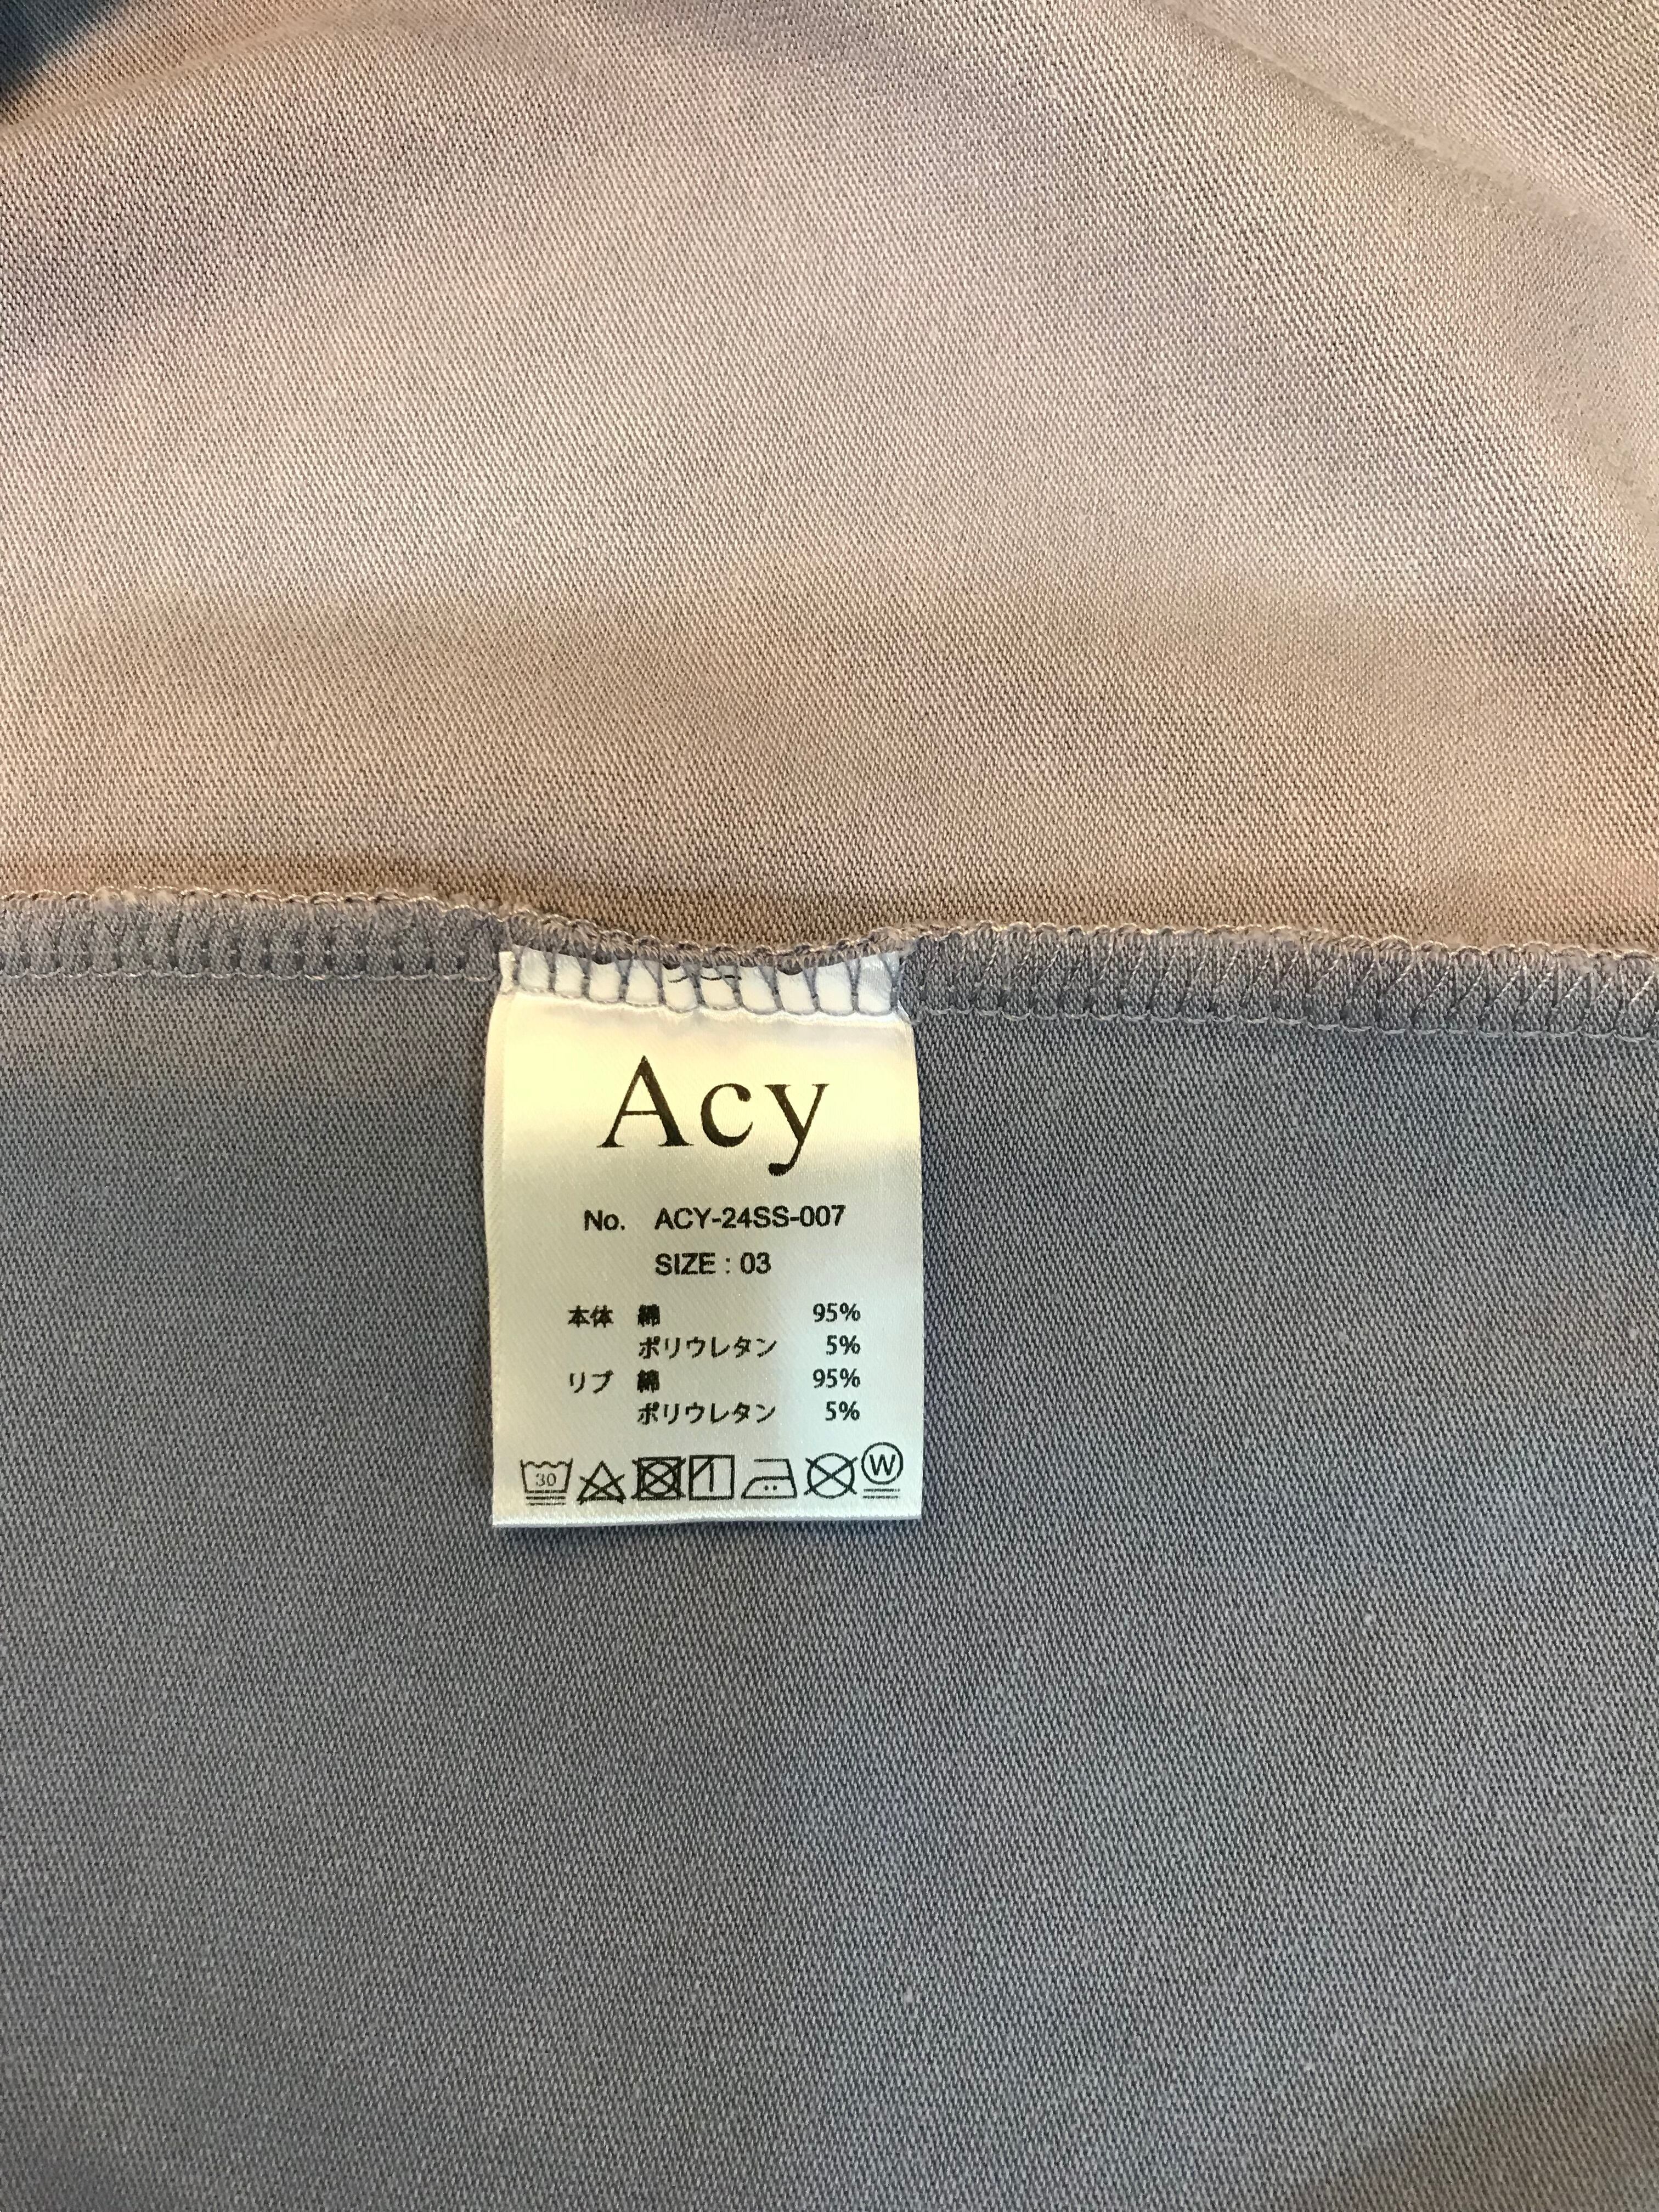 Acy
No. ACY-24SS-007
SIZE : 03
本体 綿 95%
ポリウレタン 5%
リブ 綿 95%
ポリウレタン 5%
30 W